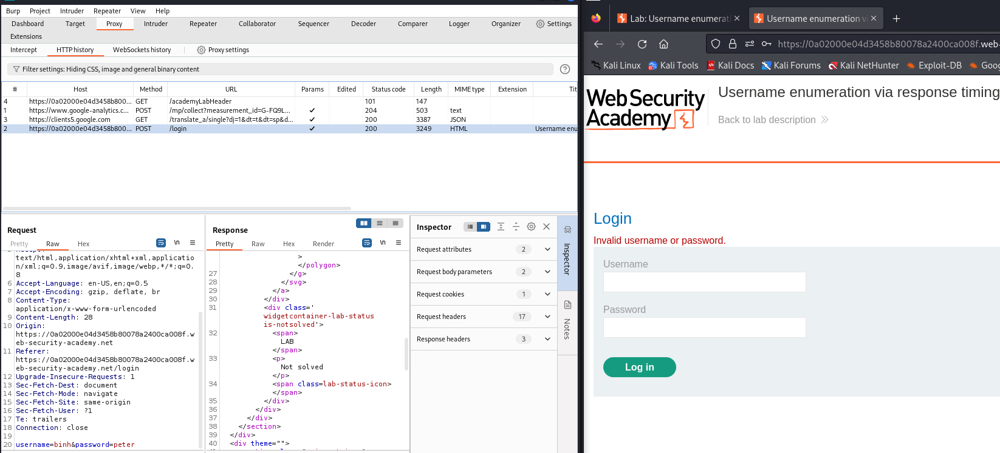 Burp Project Intruder Repeater View Help
Dashboard Target Proxy Intruder Repeater Collaborator Sequencer Decoder Comparer Logger Organizer Settings
Extensions
Intercept HTTP history WebSockets history Proxy settings
Filter settings: Hiding CSS, image and general binary content
# Host Method URL Params Edited Status code Length MIME type Extension Tit
4 https://0a02000e04d3458b800... GET /academyLabHeader 101 147
1 https://www.google-analytics.c... POST /mp/collect?measurement_id=G-FQ9L... ✓ 204 503 text
3 https://clients5.google.com GET /translate_a/single?dj=1&dt=t&dt=sp&d... ✓ 200 3387 JSON
2 https://0a02000e04d3458b800... POST /login ✓ 200 3249 HTML Username enu
Request
Pretty Raw Hex
\n
text/html,application/xhtml+xml,applicatio
n/xml;q=0.9,image/avif,image/webp,*/*;q=0.
8
6 Accept-Language: en-US,en;q=0.5
7 Accept-Encoding: gzip, deflate, br
8 Content-Type:
application/x-www-form-urlencoded
9 Content-Length: 28
10 Origin:
https://0a02000e04d3458b80078a2400ca008f.w
eb-security-academy.net
11 Referer:
https://0a02000e04d3458b80078a2400ca008f.w
eb-security-academy.net/login
12 Upgrade-Insecure-Requests: 1
13 Sec-Fetch-Dest: document
14 Sec-Fetch-Mode: navigate
15 Sec-Fetch-Site: same-origin
16 Sec-Fetch-User: ?1
17 Te: trailers
18 Connection: close
19
20 username=binh&password=peter
Response
Pretty Raw Hex Render
\n
>
</polygon>
27 </g>
28 </svg>
29 </a>
30 </div>
31 <div class='
widgetcontainer-lab-status
is-notsolved'>
32 <span>
LAB
</span>
33 <p>
Not solved
</p>
34 <span class=lab-status-icon>
</span>
35 </div>
36 </div>
37 </div>
38 </section>
39 </div>
40 <div theme="">
Inspector
Request attributes 2
Request body parameters 2
Request cookies 1
Request headers 17
Response headers 3
Inspector
Notes
Lab: Username enumerat
Username enumeration v
https://0a02000e04d3458b80078a2400ca008f.web-
Kali Linux Kali Tools Kali Docs Kali Forums Kali NetHunter Exploit-DB Goog
Web Security
Academy
Username enumeration via response timing
Back to lab description
Login
Invalid username or password.
Username
Password
Log in